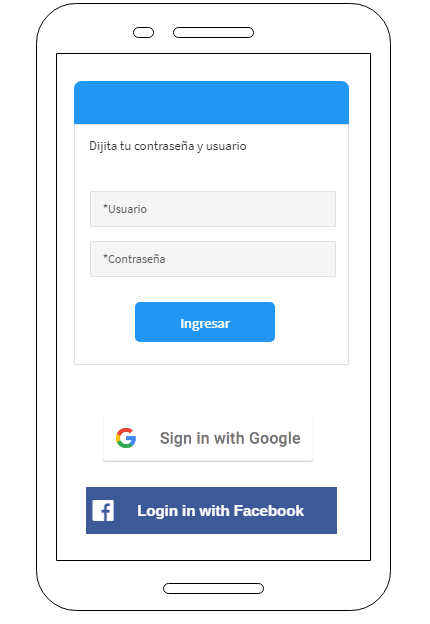 Dijita tu contraseña y usuario
*Usuario
*Contraseña
Ingresar
Sign in with Google
Login in with Facebook